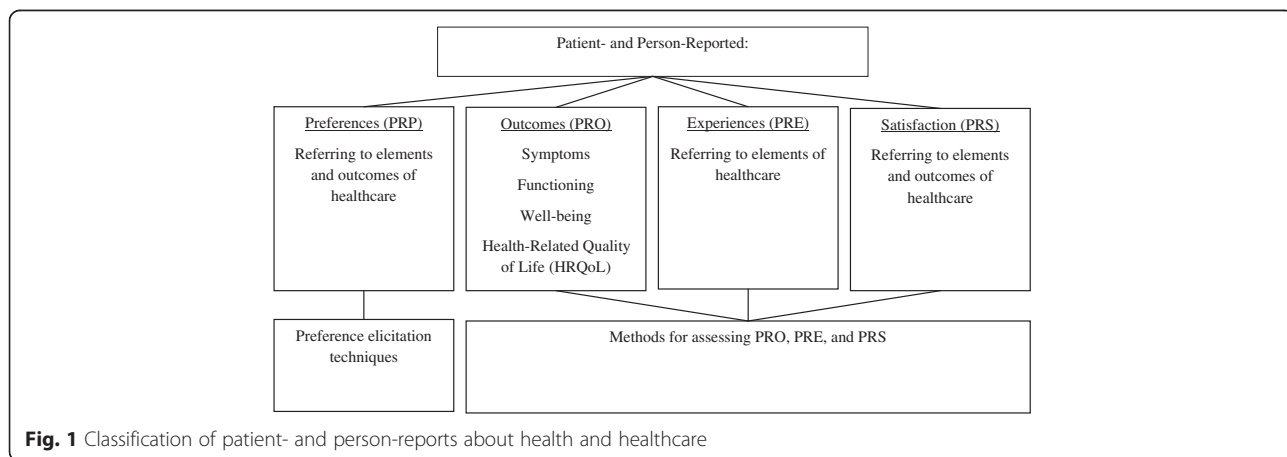 Patient- and Person-Reported:
Preferences (PRP)
Referring to elements
and outcomes of
healthcare
Outcomes (PRO)
Symptoms
Functioning
Well-being
Health-Related Quality
of Life (HRQoL)
Experiences (PRE)
Referring to elements of
healthcare
Satisfaction (PRS)
Referring to elements
and outcomes of
healthcare
Preference elicitation
techniques
Methods for assessing PRO, PRE, and PRS
Fig. 1 Classification of patient- and person-reports about health and healthcare